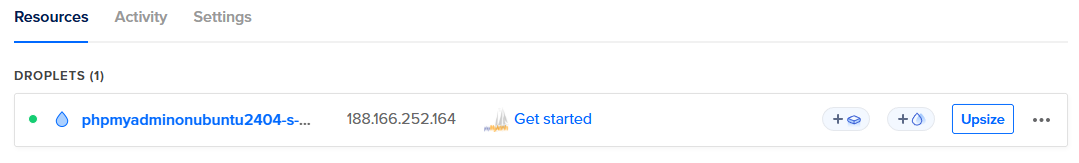 Resources Activity Settings
DROPLETS (1)
phpmyadminonubuntu2404-s-... 188.166.252.164 Get started + + Upsize ...